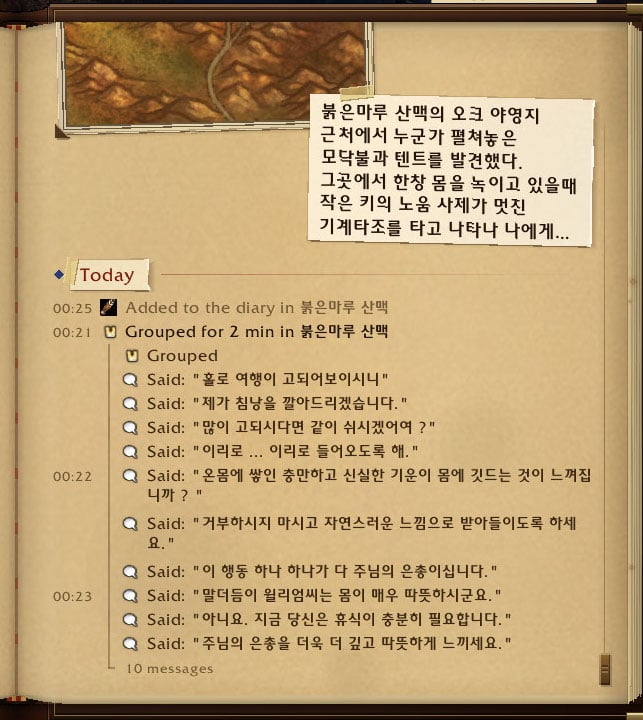 붉은마루 산맥의 오크 야영지
근처에서 누군가 펼쳐놓은
모닥불과 텐트를 발견했다.
그곳에서 한창 몸을 녹이고 있을때
작은 키의 노움 사제가 멋진
기계타조를 타고 나타나 나에게...
Today
00:25 Added to the diary in 붉은마루 산맥
00:21 Grouped for 2 min in 붉은마루 산맥
Grouped
Said: "홀로 여행이 고되어보이시니"
Said: "제가 침낭을 깔아드리겠습니다."
Said: "많이 고되시다면 같이 쉬시겠어여 ?"
Said: "이리로 ... 이리로 들어오도록 해."
00:22 Said: "온몸에 쌓인 충만하고 신실한 기운이 몸에 깃드는 것이 느껴집
니까 ? "
Said: "거부하시지 마시고 자연스러운 느낌으로 받아들이도록 하세
요."
Said: "이 행동 하나 하나가 다 주님의 은총이십니다."
00:23 Said: "말더듬이 윌리엄씨는 몸이 매우 따뜻하시군요."
Said: "아니요. 지금 당신은 휴식이 충분히 필요합니다."
Said: "주님의 은총을 더욱 더 깊고 따뜻하게 느끼세요."
10 messages